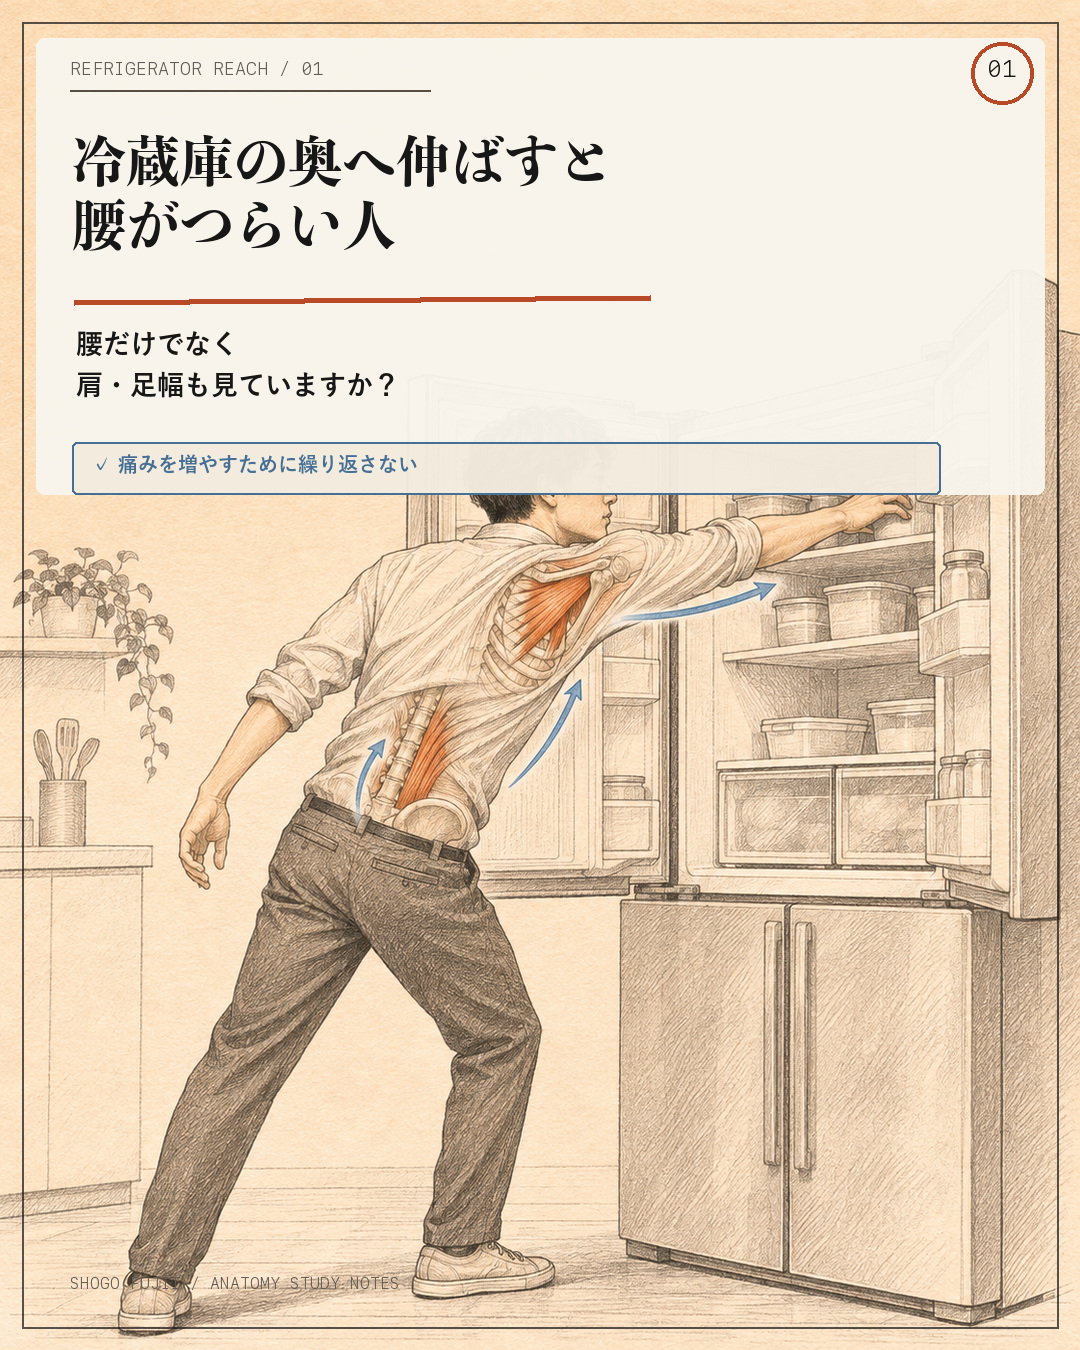 REFRIGERATOR REACH / 01
01
冷蔵庫の奥へ伸ばすと
腰がつらい人
腰だけでなく
肩・足幅も見ていますか？
✓ 痛みを増やすために繰り返さない
SHOGO / ANATOMY STUDY NOTES